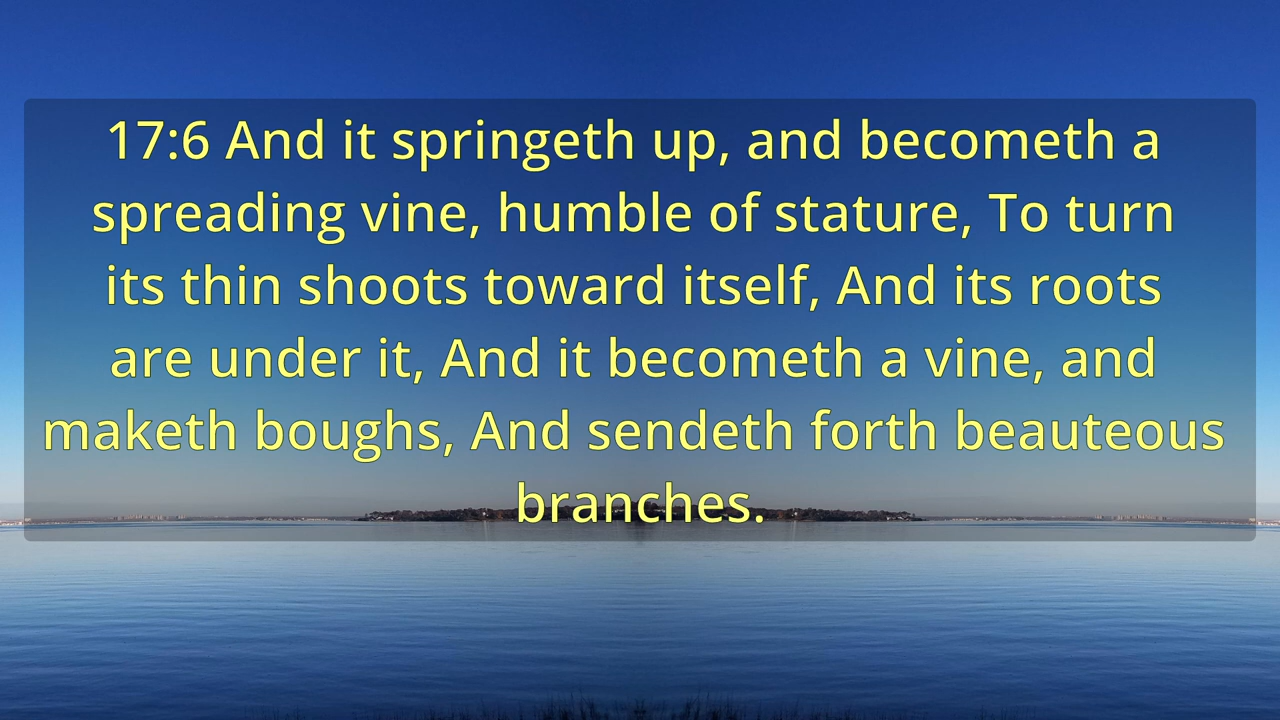 17:6 And it springeth up, and becometh a
spreading vine, humble of stature, To turn
its thin shoots toward itself, And its roots
are under it, And it becometh a vine, and
maketh boughs, And sendeth forth beauteous
branches.